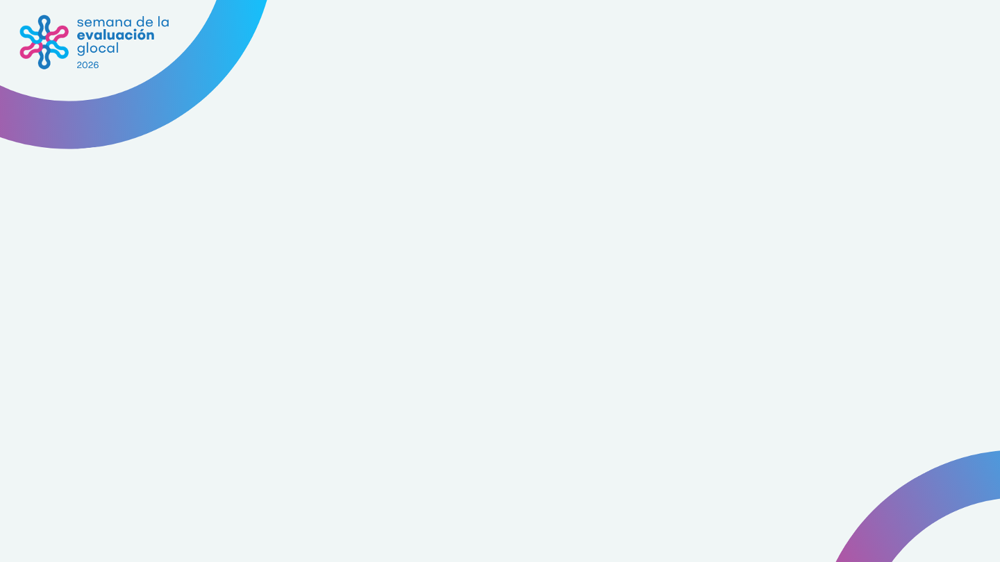 semana de la
evaluación
glocal
2026